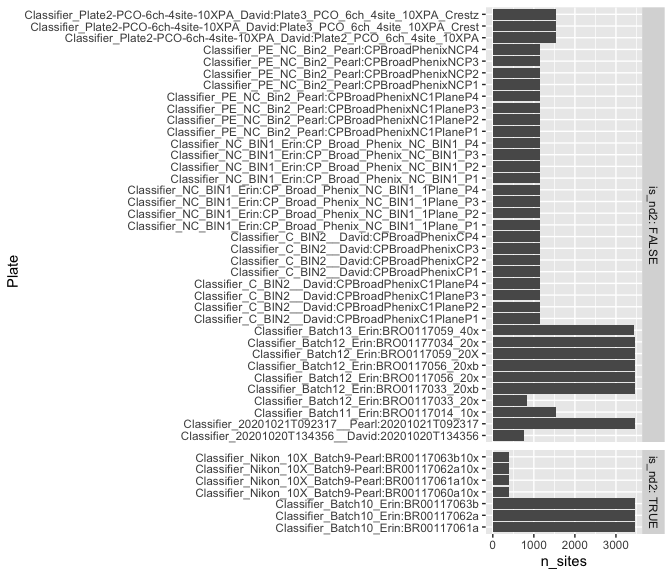 Classifier_Plate2-PCO-6ch-4site-10XPA_David:Plate3_PCO_6ch_4site_10XPA_Crestz
Classifier_Plate2-PCO-6ch-4site-10XPA_David:Plate3_PCO_6ch_4site_10XPA_Crest
Classifier_Plate2-PCO-6ch-4site-10XPA_David:Plate2_PCO_6ch_4site_10XPA
Classifier_PE_NC_Bin2_Pearl:CPBroadPhenixNCP4
Classifier_PE_NC_Bin2_Pearl:CPBroadPhenixNCP3
Classifier_PE_NC_Bin2_Pearl:CPBroadPhenixNCP2
Classifier_PE_NC_Bin2_Pearl:CPBroadPhenixNCP1
Classifier_PE_NC_Bin2_Pearl:CPBroadPhenixNC1PlaneP4
Classifier_PE_NC_Bin2_Pearl:CPBroadPhenixNC1PlaneP3
Classifier_PE_NC_Bin2_Pearl:CPBroadPhenixNC1PlaneP2
Classifier_PE_NC_Bin2_Pearl:CPBroadPhenixNC1PlaneP1
Classifier_NC_BIN1_Erin:CP_Broad_Phenix_NC_BIN1_P4
Classifier_NC_BIN1_Erin:CP_Broad_Phenix_NC_BIN1_P3
Classifier_NC_BIN1_Erin:CP_Broad_Phenix_NC_BIN1_P2
Classifier_NC_BIN1_Erin:CP_Broad_Phenix_NC_BIN1_P1
Classifier_NC_BIN1_Erin:CP_Broad_Phenix_NC_BIN1_1Plane_P4
Classifier_NC_BIN1_Erin:CP_Broad_Phenix_NC_BIN1_1Plane_P3
Classifier_NC_BIN1_Erin:CP_Broad_Phenix_NC_BIN1_1Plane_P2
Classifier_NC_BIN1_Erin:CP_Broad_Phenix_NC_BIN1_1Plane_P1
Classifier_C_BIN2__David:CPBroadPhenixCP4
Classifier_C_BIN2__David:CPBroadPhenixCP3
Classifier_C_BIN2__David:CPBroadPhenixCP2
Classifier_C_BIN2__David:CPBroadPhenixCP1
Classifier_C_BIN2__David:CPBroadPhenixC1PlaneP4
Classifier_C_BIN2__David:CPBroadPhenixC1PlaneP3
Classifier_C_BIN2__David:CPBroadPhenixC1PlaneP2
Classifier_C_BIN2__David:CPBroadPhenixC1PlaneP1
Classifier_Batch13_Erin:BRO0117059_40x
Classifier_Batch12_Erin:BRO01177034_20x
Classifier_Batch12_Erin:BRO0117059_20X
Classifier_Batch12_Erin:BRO0117056_20xb
Classifier_Batch12_Erin:BRO0117056_20x
Classifier_Batch12_Erin:BRO0117033_20xb
Classifier_Batch12_Erin:BRO0117033_20x
Classifier_Batch11_Erin:BRO0117014_10x
Classifier_20201021T092317__Pearl:20201021T092317
Classifier_20201020T134356__David:20201020T134356
is_nd2: FALSE
Classifier_Nikon_10X_Batch9-Pearl:BR00117063b10x
Classifier_Nikon_10X_Batch9-Pearl:BR00117062a10x
Classifier_Nikon_10X_Batch9-Pearl:BR00117061a10x
Classifier_Nikon_10X_Batch9-Pearl:BR00117060a10x
Classifier_Batch10_Erin:BR00117063b
Classifier_Batch10_Erin:BR00117062a
Classifier_Batch10_Erin:BR00117061a
is_nd2: TRUE
Plate
0 1000 2000 3000
n_sites